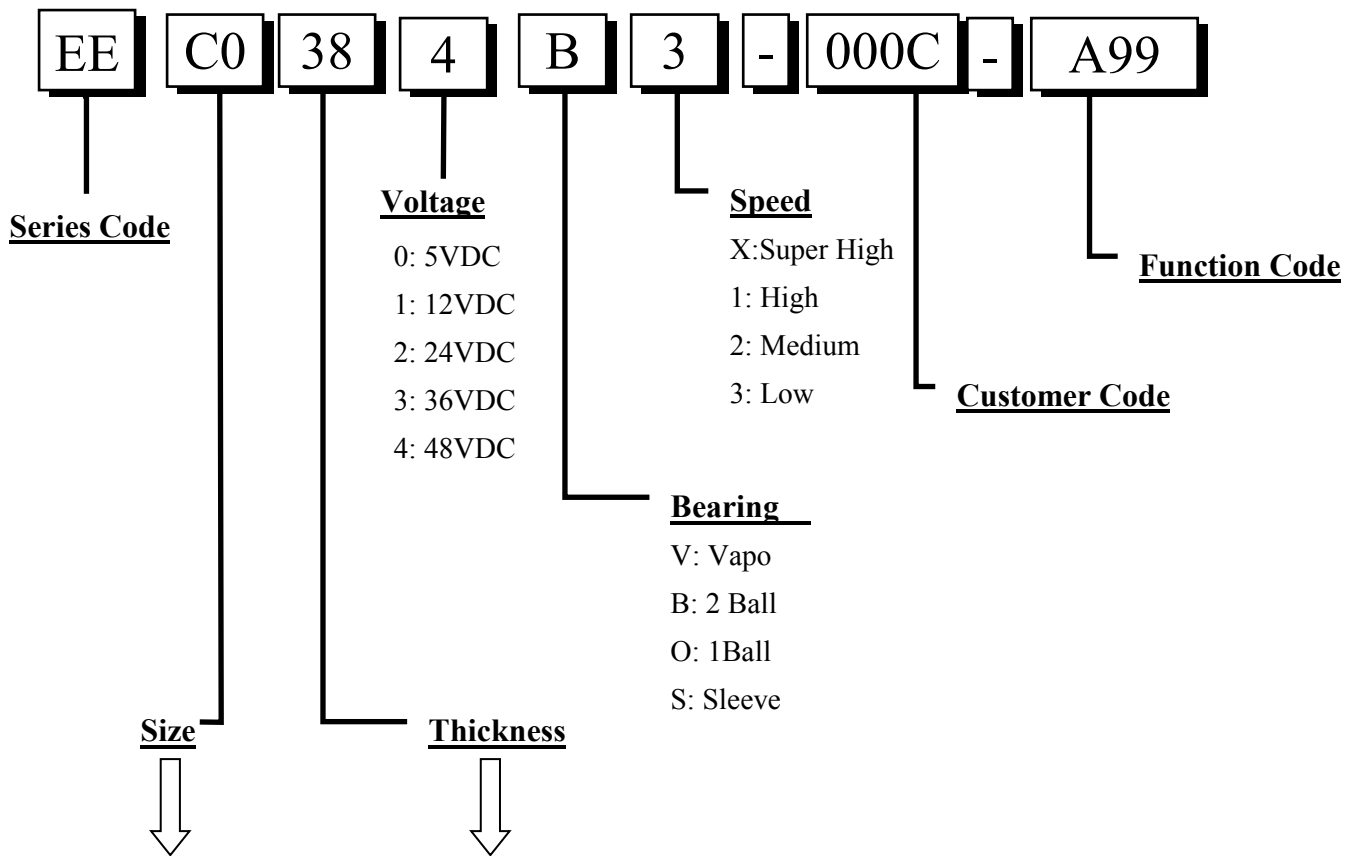 EE C0 38 4 B 3 - 000C - A99
Series Code
Voltage
0: 5VDC
1: 12VDC
2: 24VDC
3: 36VDC
4: 48VDC
Speed
X:Super High
1: High
2: Medium
3: Low
Function Code
Customer Code
Bearing
V: Vapo
B: 2 Ball
O: 1Ball
S: Sleeve
Size
Thickness